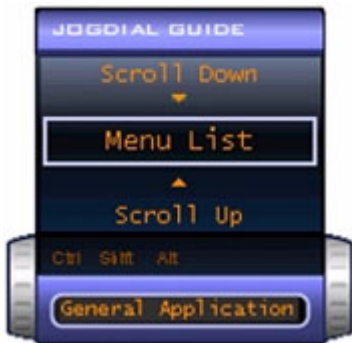 JOGDIAL GUIDE
Scroll Down
Menu List
Scroll Up
Ctrl Shift Alt
General Application